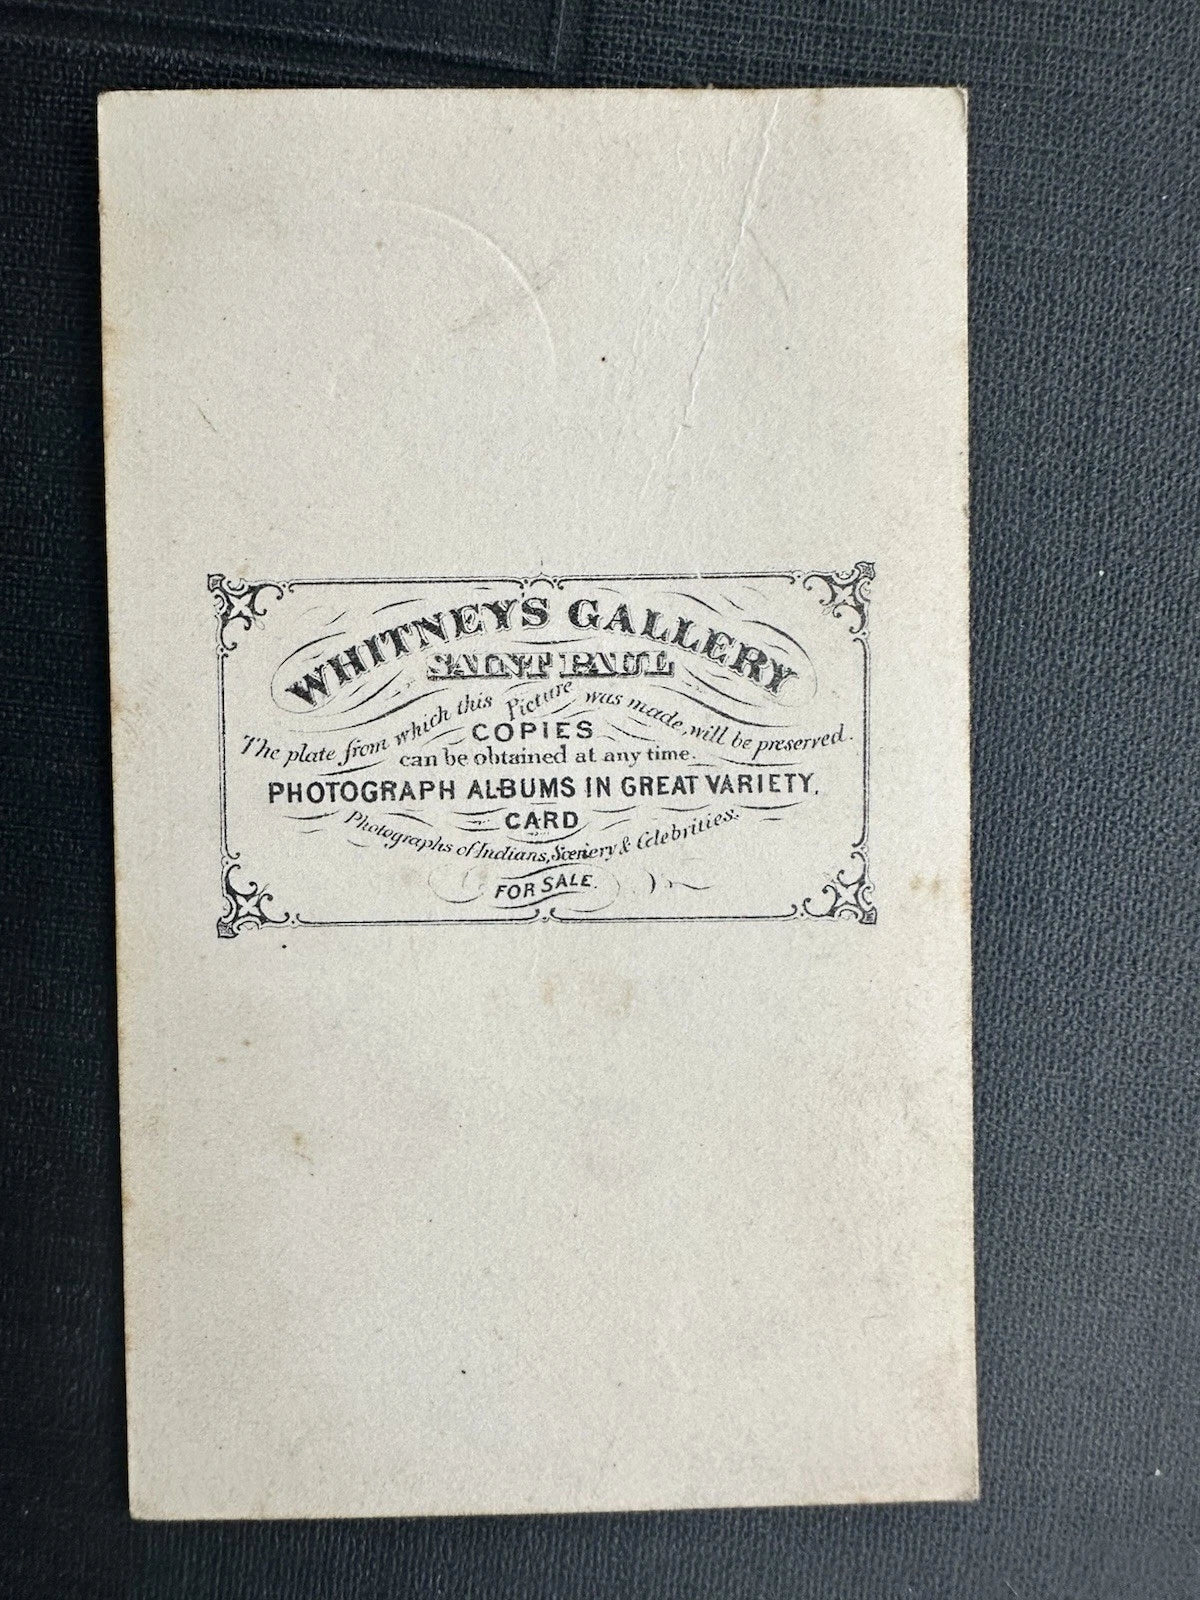 WHITNEY'S GALLERY
SAINT PAUL
The plate from which this Picture was made, will be preserved.
COPIES
can be obtained at any time.
PHOTOGRAPH ALBUMS IN GREAT VARIETY.
CARD
Photographs of Indians, Scenery & Celebrities.
FOR SALE.